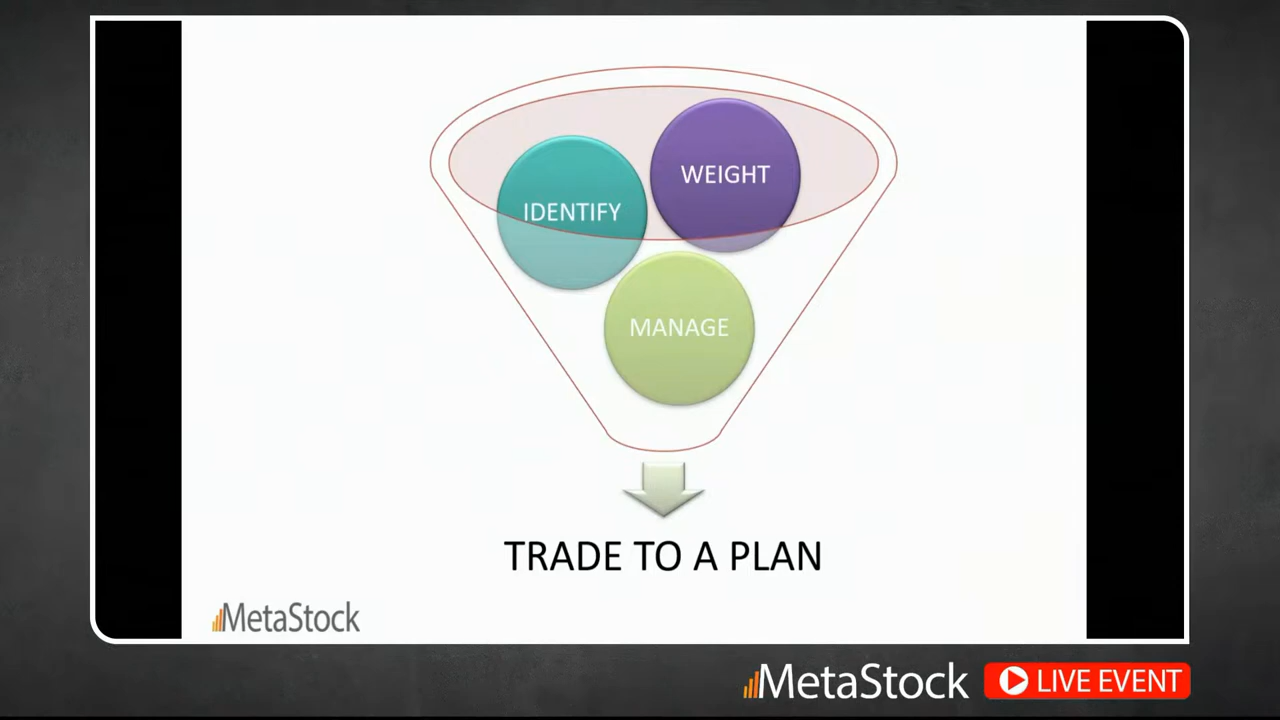 WEIGHT
IDENTIFY
MANAGE
TRADE TO A PLAN
MetaStock
MetaStock LIVE EVENT